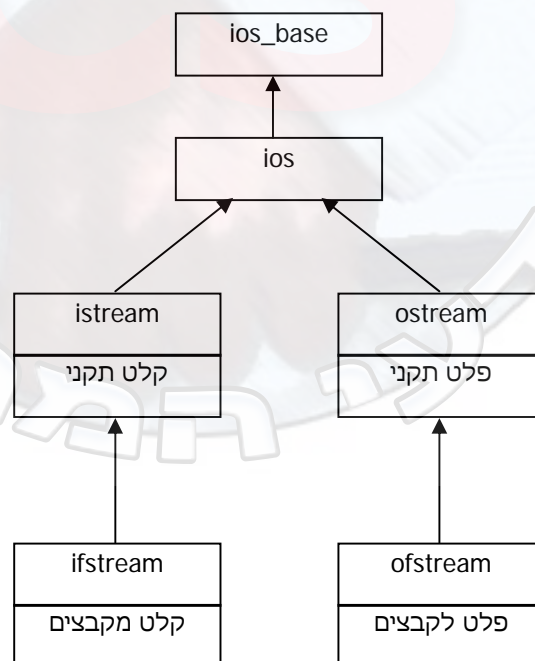 ios_base
ios
istream
קלט תקני
ostream
פלט תקני
ifstream
קלט מקבצים
ofstream
פלט לקבצים